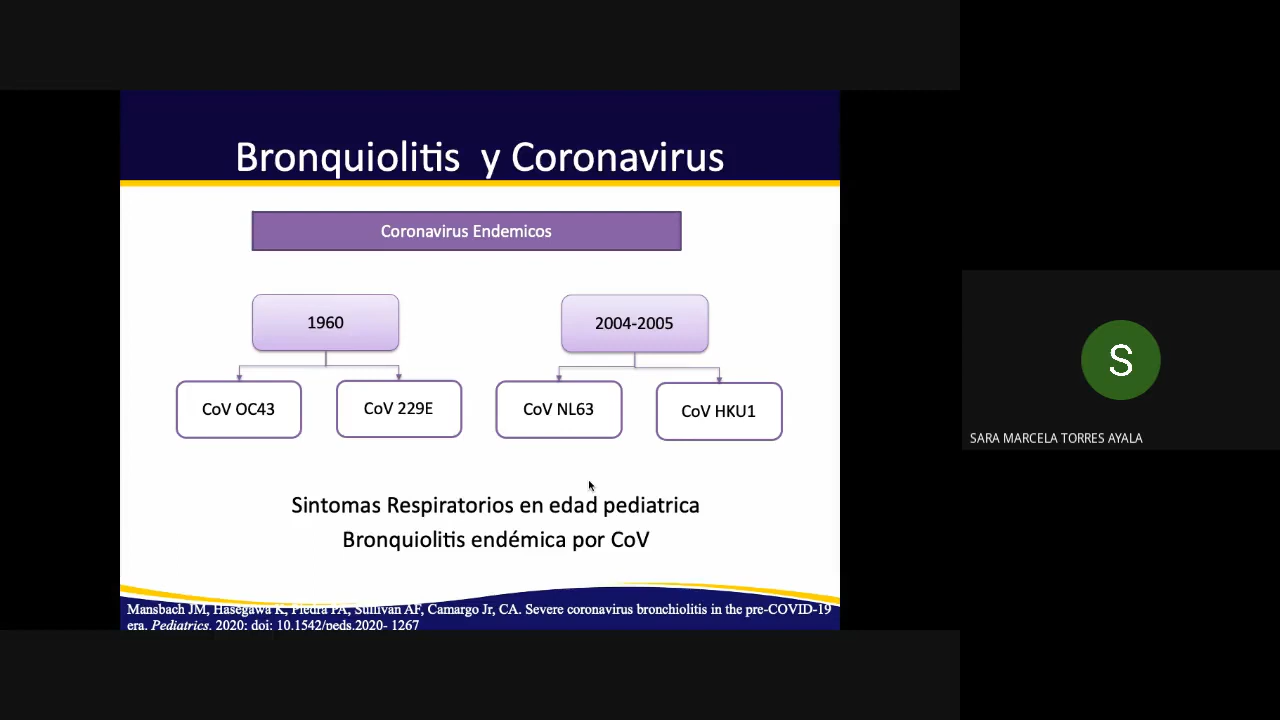 Bronquiolitis y Coronavirus
Coronavirus Endemicos
1960
2004-2005
CoV OC43
CoV 229E
CoV NL63
CoV HKU1
S
SARA MARCELA TORRES AYALA
Sintomas Respiratorios en edad pediatrica
Bronquiolitis endémica por CoV
Mansbach JM, Hasegawa K, Piedra PA, Sullivan AF, Camargo Jr, CA. Severe coronavirus bronchiolitis in the pre-COVID-19
era. Pediatrics. 2020; doi: 10.1542/peds.2020- 1267